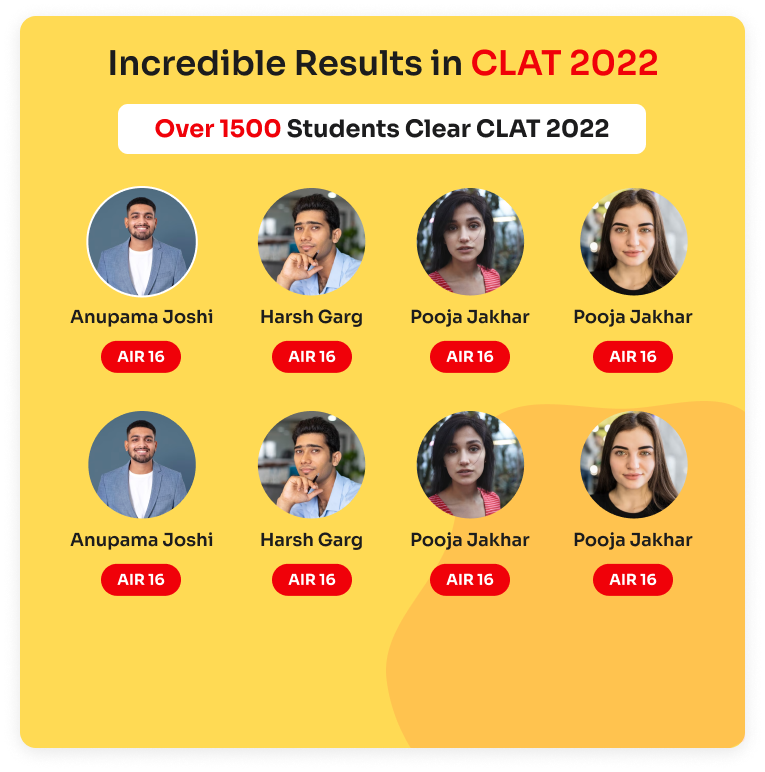 Incredible Results in CLAT 2022
Over 1500 Students Clear CLAT 2022
Anupama Joshi Harsh Garg Pooja Jakhar Pooja Jakhar
AIR 16 AIR 16 AIR 16 AIR 16
Anupama Joshi Harsh Garg Pooja Jakhar Pooja Jakhar
AIR 16 AIR 16 AIR 16 AIR 16